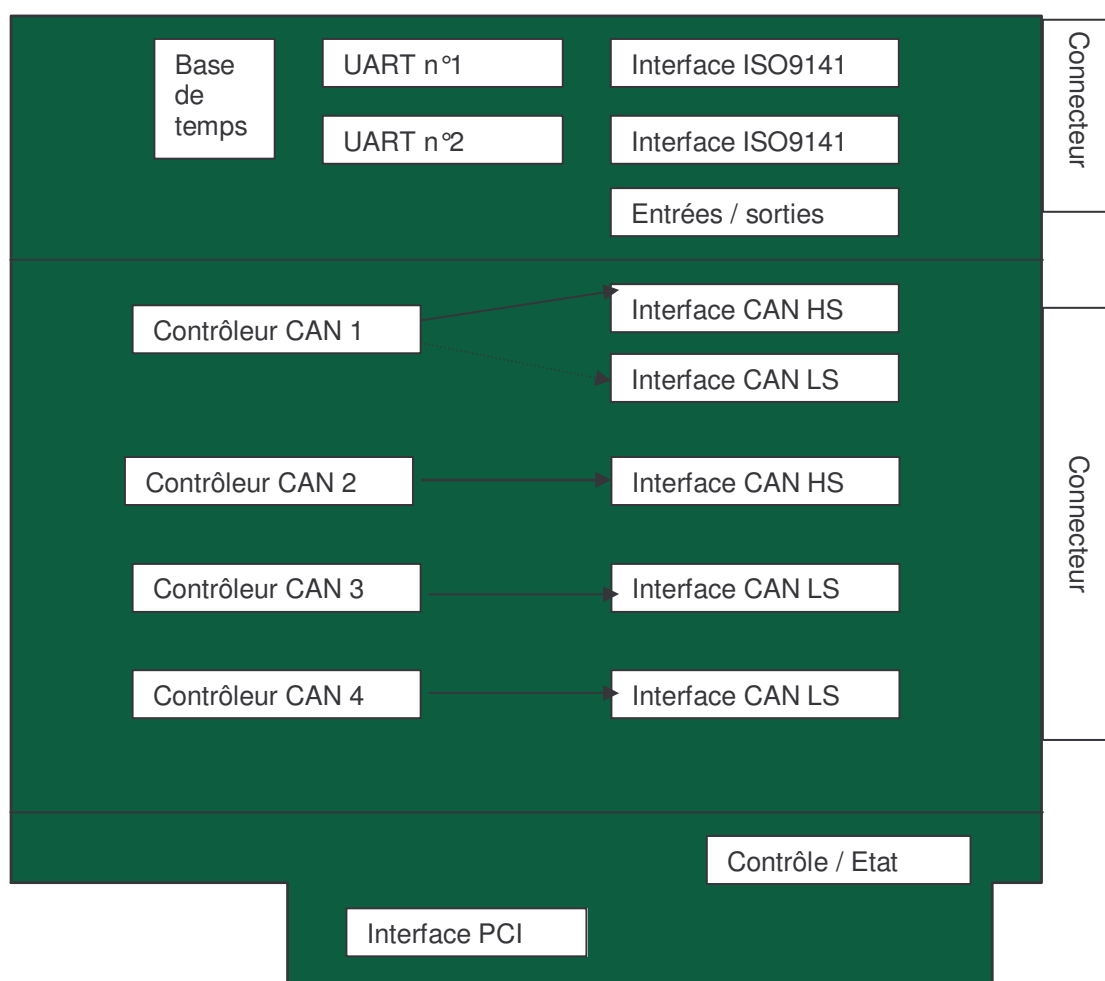 Base
de
temps
UART n°1
Interface ISO9141
Connecteur
UART n°2
Interface ISO9141
Entrées / sorties
Contrôleur CAN 1
Interface CAN HS
Interface CAN LS
Contrôleur CAN 2
Interface CAN HS
Connecteur
Contrôleur CAN 3
Interface CAN LS
Contrôleur CAN 4
Interface CAN LS
Contrôle / Etat
Interface PCI